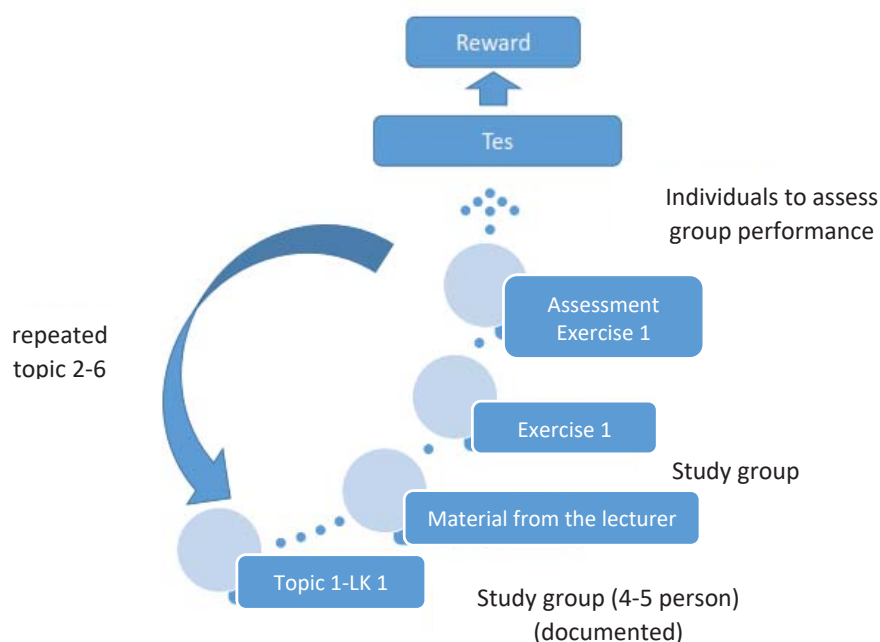 Reward
Tes
Individuals to assess
group performance
Assessment
Exercise 1
repeated
topic 2-6
Exercise 1
Study group
Material from the lecturer
Topic 1-LK 1
Study group (4-5 person)
(documented)